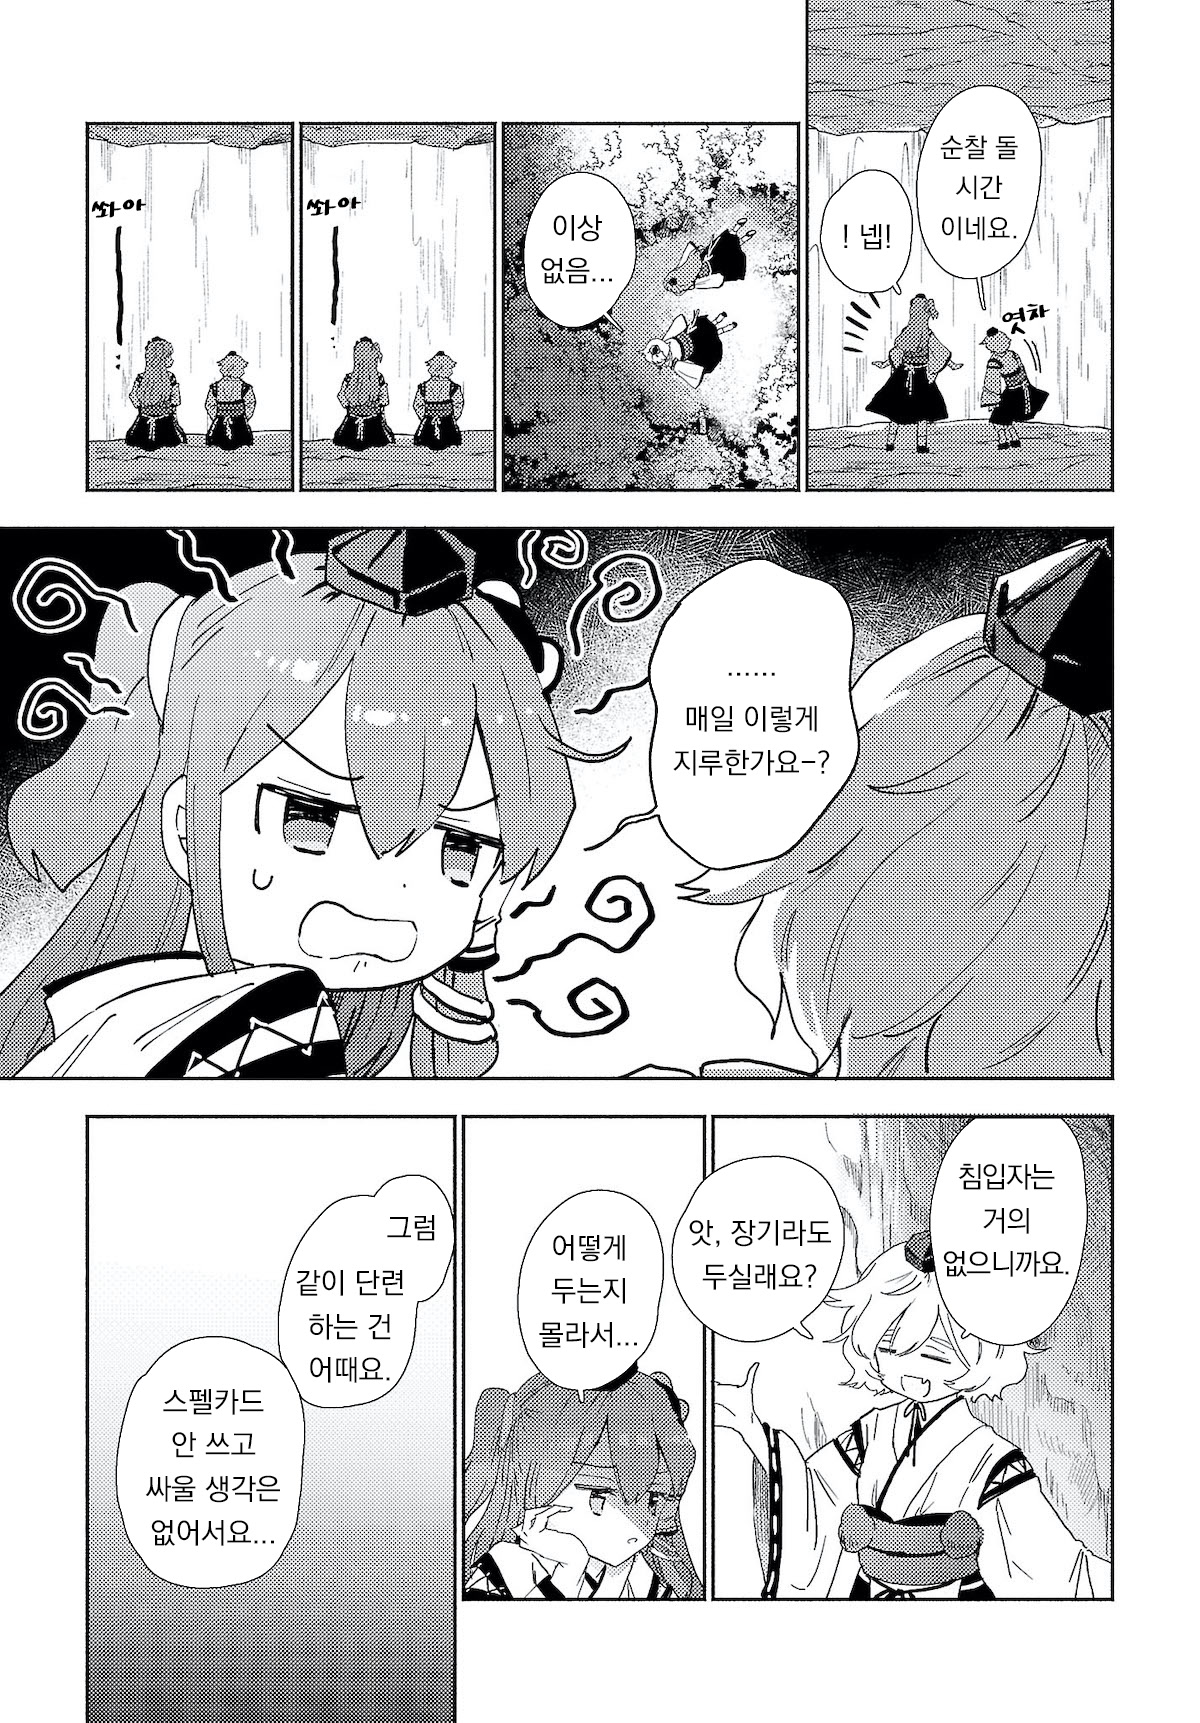 순찰 돌
시간
이네요.
! 넵!
엿차
이상
없음...
쏴아
쏴아
......
매일 이렇게
지루한가요-?
침입자는
거의
없으니까요.
앗, 장기라도
두실래요?
어떻게
두는지
몰라서...
그럼
같이 단련
하는 건
어때요.
스펠카드
안 쓰고
싸울 생각은
없어서요...